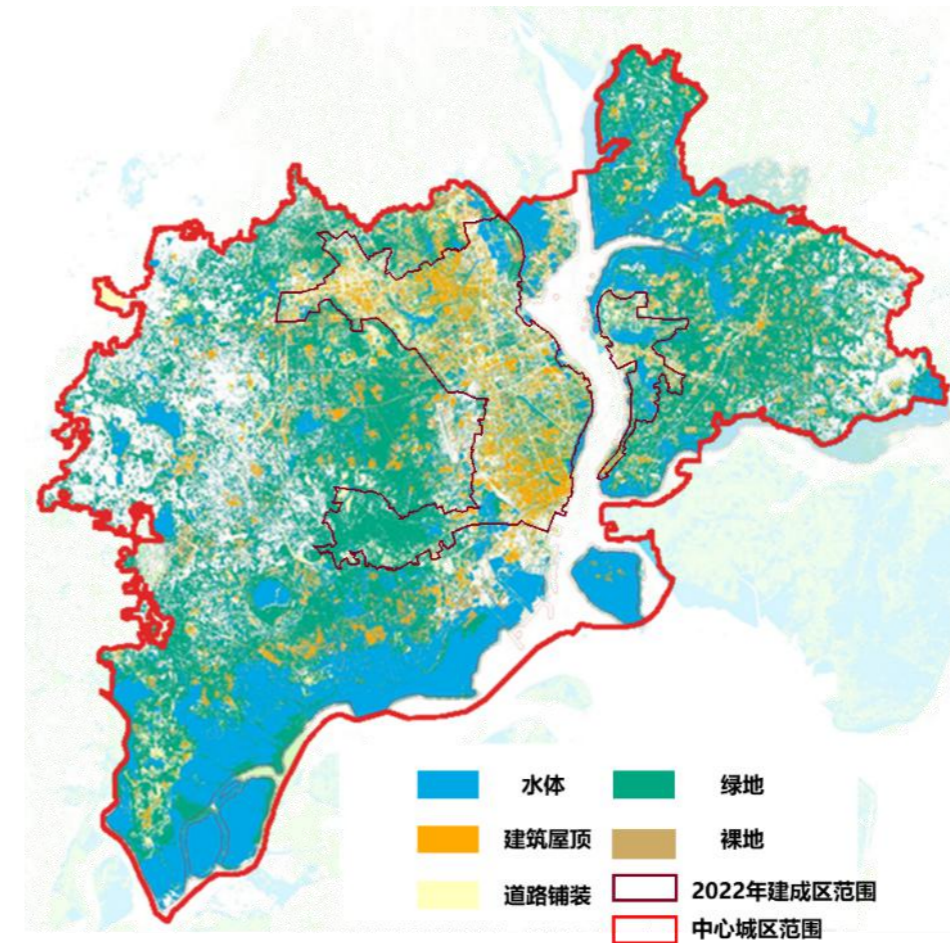 水体
绿地
建筑屋顶
裸地
道路铺装
2022年建成区范围
中心城区范围